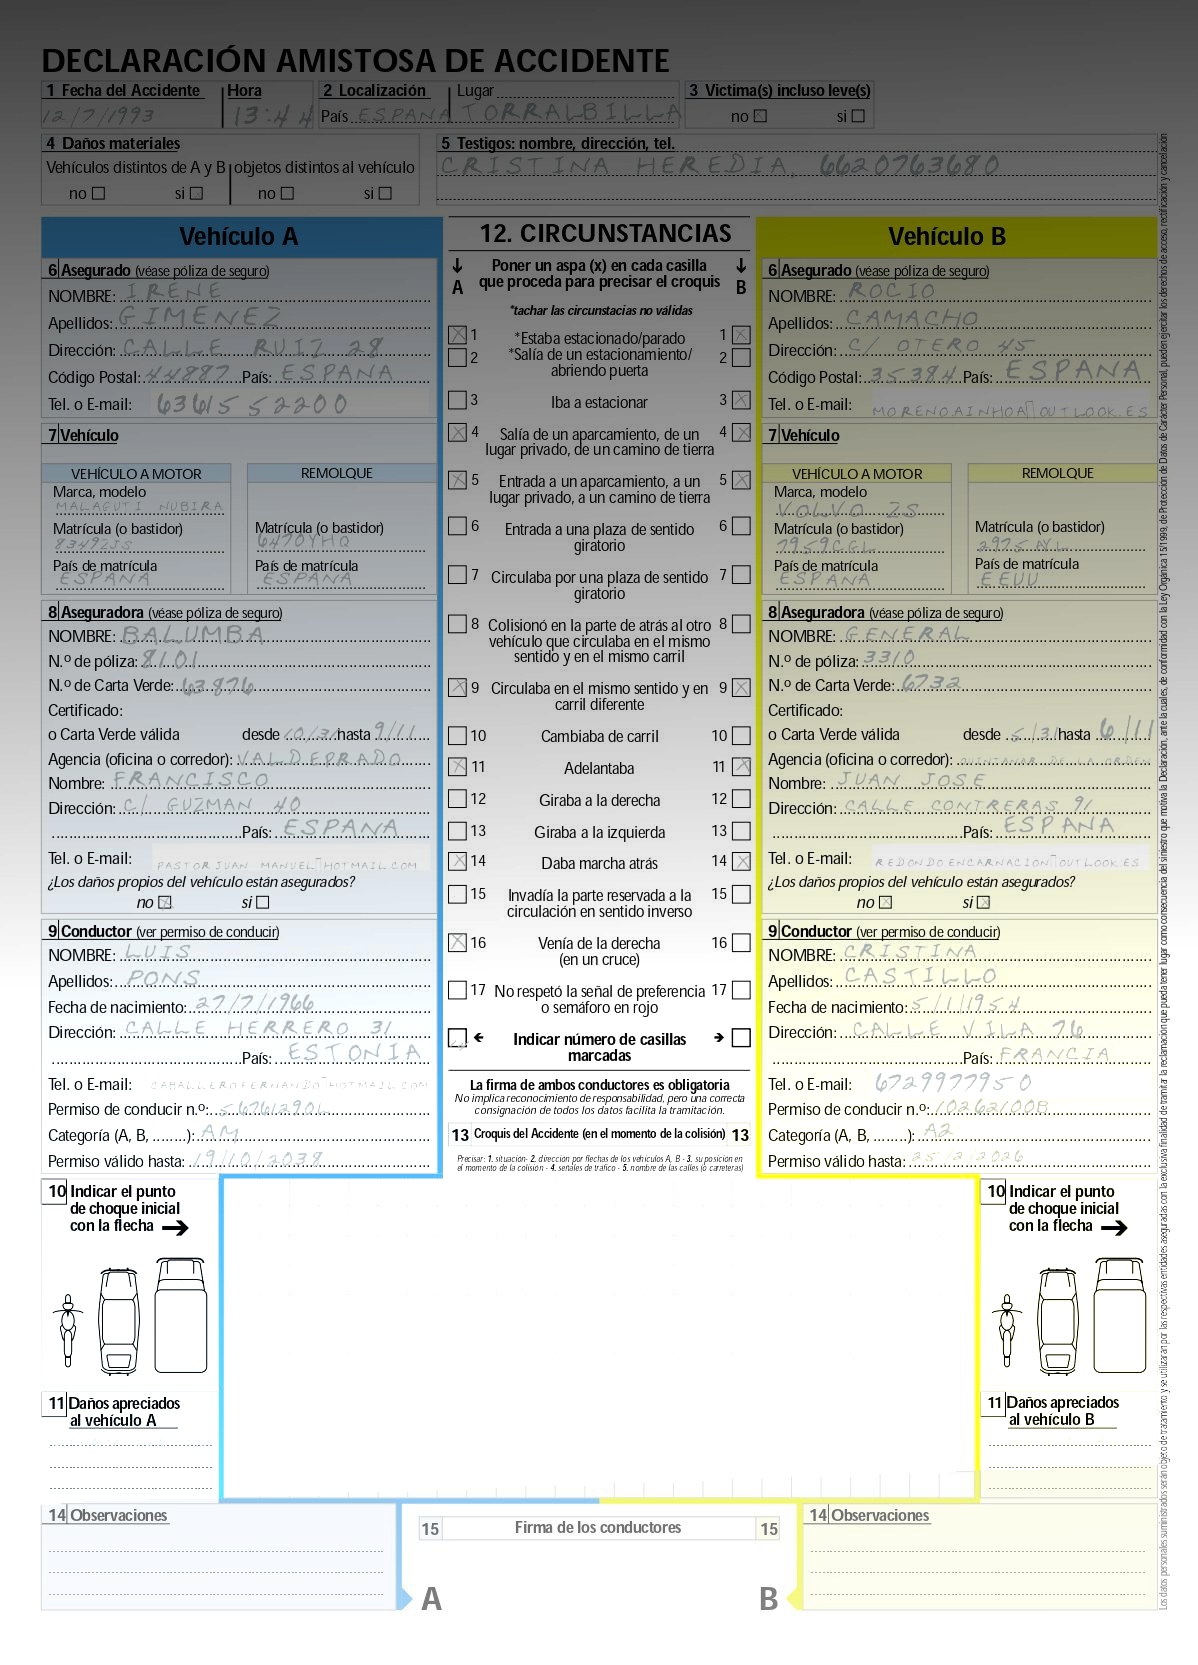 DECLARACIÓN AMISTOSA DE ACCIDENTE
1 Fecha del Accidente Hora 2 Localización Lugar 3 Victima(s) incluso leve(s)
12/7/1993 13:44 País ESPANA TORRALBILLA no si
4 Daños materiales
Vehículos distintos de A y B objetos distintos al vehículo
no si no si
5 Testigos: nombre, dirección, tel.
CRISTINA HEREDIA, 6620763680
Vehículo A
6 Asegurado (véase póliza de seguro)
NOMBRE: IRENE
Apellidos: GIMENEZ
Dirección: CALLE RUIZ 28
Código Postal: 44887 País: ESPANA
Tel. o E-mail: 63615 52200
7 Vehículo
VEHÍCULO A MOTOR REMOLQUE
Marca, modelo
MALAGUTI NUBIRA
Matrícula (o bastidor) Matrícula (o bastidor)
83492JS 6470YHQ
País de matrícula País de matrícula
ESPANA ESPANA
8 Aseguradora (véase póliza de seguro)
NOMBRE: BALUMBA
N.º de póliza: 8101
N.º de Carta Verde: 63876
Certificado:
o Carta Verde válida desde 10/31 hasta 9/11
Agencia (oficina o corredor): VALDEPRADO
Nombre: FRANCISCO
Dirección: C/ GUZMAN 40
País: ESPANA
Tel. o E-mail: PASTORJUAN MANUEL HOTMAIL.COM
¿Los daños propios del vehículo están asegurados?
no si
9 Conductor (ver permiso de conducir)
NOMBRE: LUIS
Apellidos: PONS
Fecha de nacimiento: 27/7/1966
Dirección: CALLE HERRERO 31
País: ESTONIA
Tel. o E-mail: CABALLEROFERNANDO HOTMAIL.COM
Permiso de conducir n.º: 56761290L
Categoría (A, B, ........): AM
Permiso válido hasta: 19/10/2038
10 Indicar el punto
de choque inicial
con la flecha
11 Daños apreciados
al vehículo A
14 Observaciones
12. CIRCUNSTANCIAS
A Poner un aspa (x) en cada casilla B
que proceda para precisar el croquis
*tachar las circunstacias no válidas
1 *Estaba estacionado/parado 1
2 *Salía de un estacionamiento/ 2
abriendo puerta
3 Iba a estacionar 3
4 Salía de un aparcamiento, de un 4
lugar privado, de un camino de tierra
5 Entrada a un aparcamiento, a un 5
lugar privado, a un camino de tierra
6 Entrada a una plaza de sentido 6
giratorio
7 Circulaba por una plaza de sentido 7
giratorio
8 Colisionó en la parte de atrás al otro 8
vehículo que circulaba en el mismo
sentido y en el mismo carril
9 Circulaba en el mismo sentido y en 9
carril diferente
10 Cambiaba de carril 10
11 Adelantaba 11
12 Giraba a la derecha 12
13 Giraba a la izquierda 13
14 Daba marcha atrás 14
15 Invadía la parte reservada a la 15
circulación en sentido inverso
16 Venía de la derecha 16
(en un cruce)
17 No respetó la señal de preferencia 17
o semáforo en rojo
Indicar número de casillas
marcadas
La firma de ambos conductores es obligatoria
No implica reconocimiento de responsabilidad, pero una correcta
consignación de todos los datos facilita la tramitación.
13 Croquis del Accidente (en el momento de la colisión) 13
Precisar: 1. situación- 2. dirección por flechas de los vehículos A, B - 3. su posición en
el momento de la colisión - 4. señales de tráfico - 5. nombre de las calles (o carreteras)
15 Firma de los conductores 15
A B
Vehículo B
6 Asegurado (véase póliza de seguro)
NOMBRE: ROCIO
Apellidos: CAMACHO
Dirección: C/ OTERO 45
Código Postal: 35384 País: ESPANA
Tel. o E-mail: MORENOAINHOA OUTLOOK.ES
7 Vehículo
VEHÍCULO A MOTOR REMOLQUE
Marca, modelo
VOLVO ZS
Matrícula (o bastidor) Matrícula (o bastidor)
7959CGL 2975AYL
País de matrícula País de matrícula
ESPANA EEUU
8 Aseguradora (véase póliza de seguro)
NOMBRE: GENERAL
N.º de póliza: 3310
N.º de Carta Verde: 6732
Certificado:
o Carta Verde válida desde 5/31 hasta 6/11
Agencia (oficina o corredor): QUINTANAR DE LA ORDEN
Nombre: JUAN JOSE
Dirección: CALLE CONTRERAS 91
País: ESPANA
Tel. o E-mail: REDONDOENCARNACION OUTLOOK.ES
¿Los daños propios del vehículo están asegurados?
no si
9 Conductor (ver permiso de conducir)
NOMBRE: CRISTINA
Apellidos: CASTILLO
Fecha de nacimiento: 5/1/1954
Dirección: CALLE VILA 76
País: FRANCIA
Tel. o E-mail: 6729977950
Permiso de conducir n.º: 10262100B
Categoría (A, B, ........): A2
Permiso válido hasta: 25/2/2026
10 Indicar el punto
de choque inicial
con la flecha
11 Daños apreciados
al vehículo B
14 Observaciones
Los datos personales suministrados serán objeto de tratamiento y se utilizaran por las respectivas entidades aseguradas con la exclusiva finalidad de tramitar la reclamación que pueda tener lugar como consecuencia del siniestro que motiva la Declaración, ante la cuales, de conformidad con la Ley Orgánica 15/1999, de Protección de Datos de Carácter Personal, pueden ejercitar los derechos de acceso, rectificación y cancelación